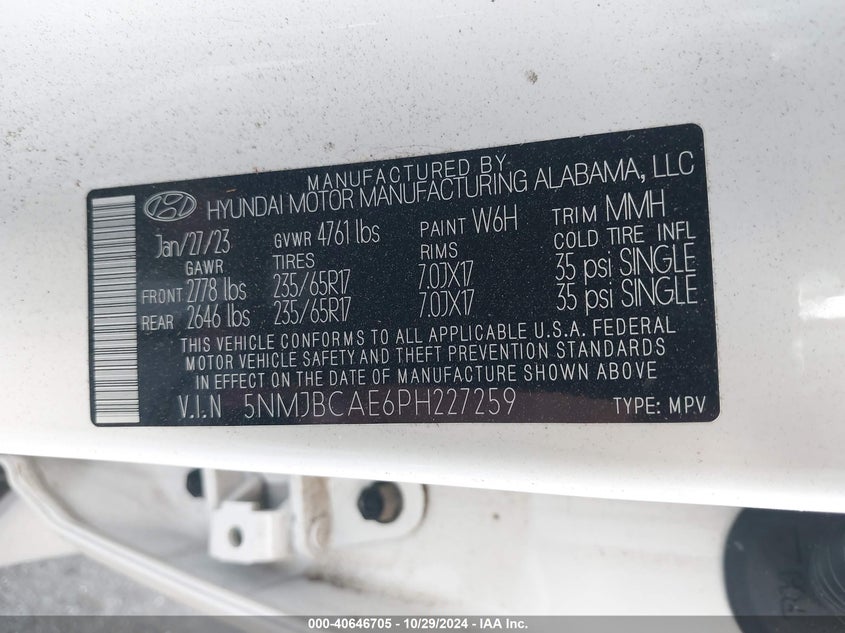 MANUFACTURED BY
HYUNDAI MOTOR MANUFACTURING ALABAMA, LLC
Jan/27/23 GVWR 4761 lbs PAINT W6H TRIM MMH
GAWR TIRES RIMS COLD TIRE INFL
FRONT 2778 lbs 235/65R17 7.0JX17 35 psi SINGLE
REAR 2646 lbs 235/65R17 7.0JX17 35 psi SINGLE
THIS VEHICLE CONFORMS TO ALL APPLICABLE U.S.A. FEDERAL
MOTOR VEHICLE SAFETY AND THEFT PREVENTION STANDARDS
IN EFFECT ON THE DATE OF MANUFACTURE SHOWN ABOVE
V.I.N 5NMJBCAE6PH227259 TYPE: MPV
000-40646705 - 10/29/2024 - IAA Inc.